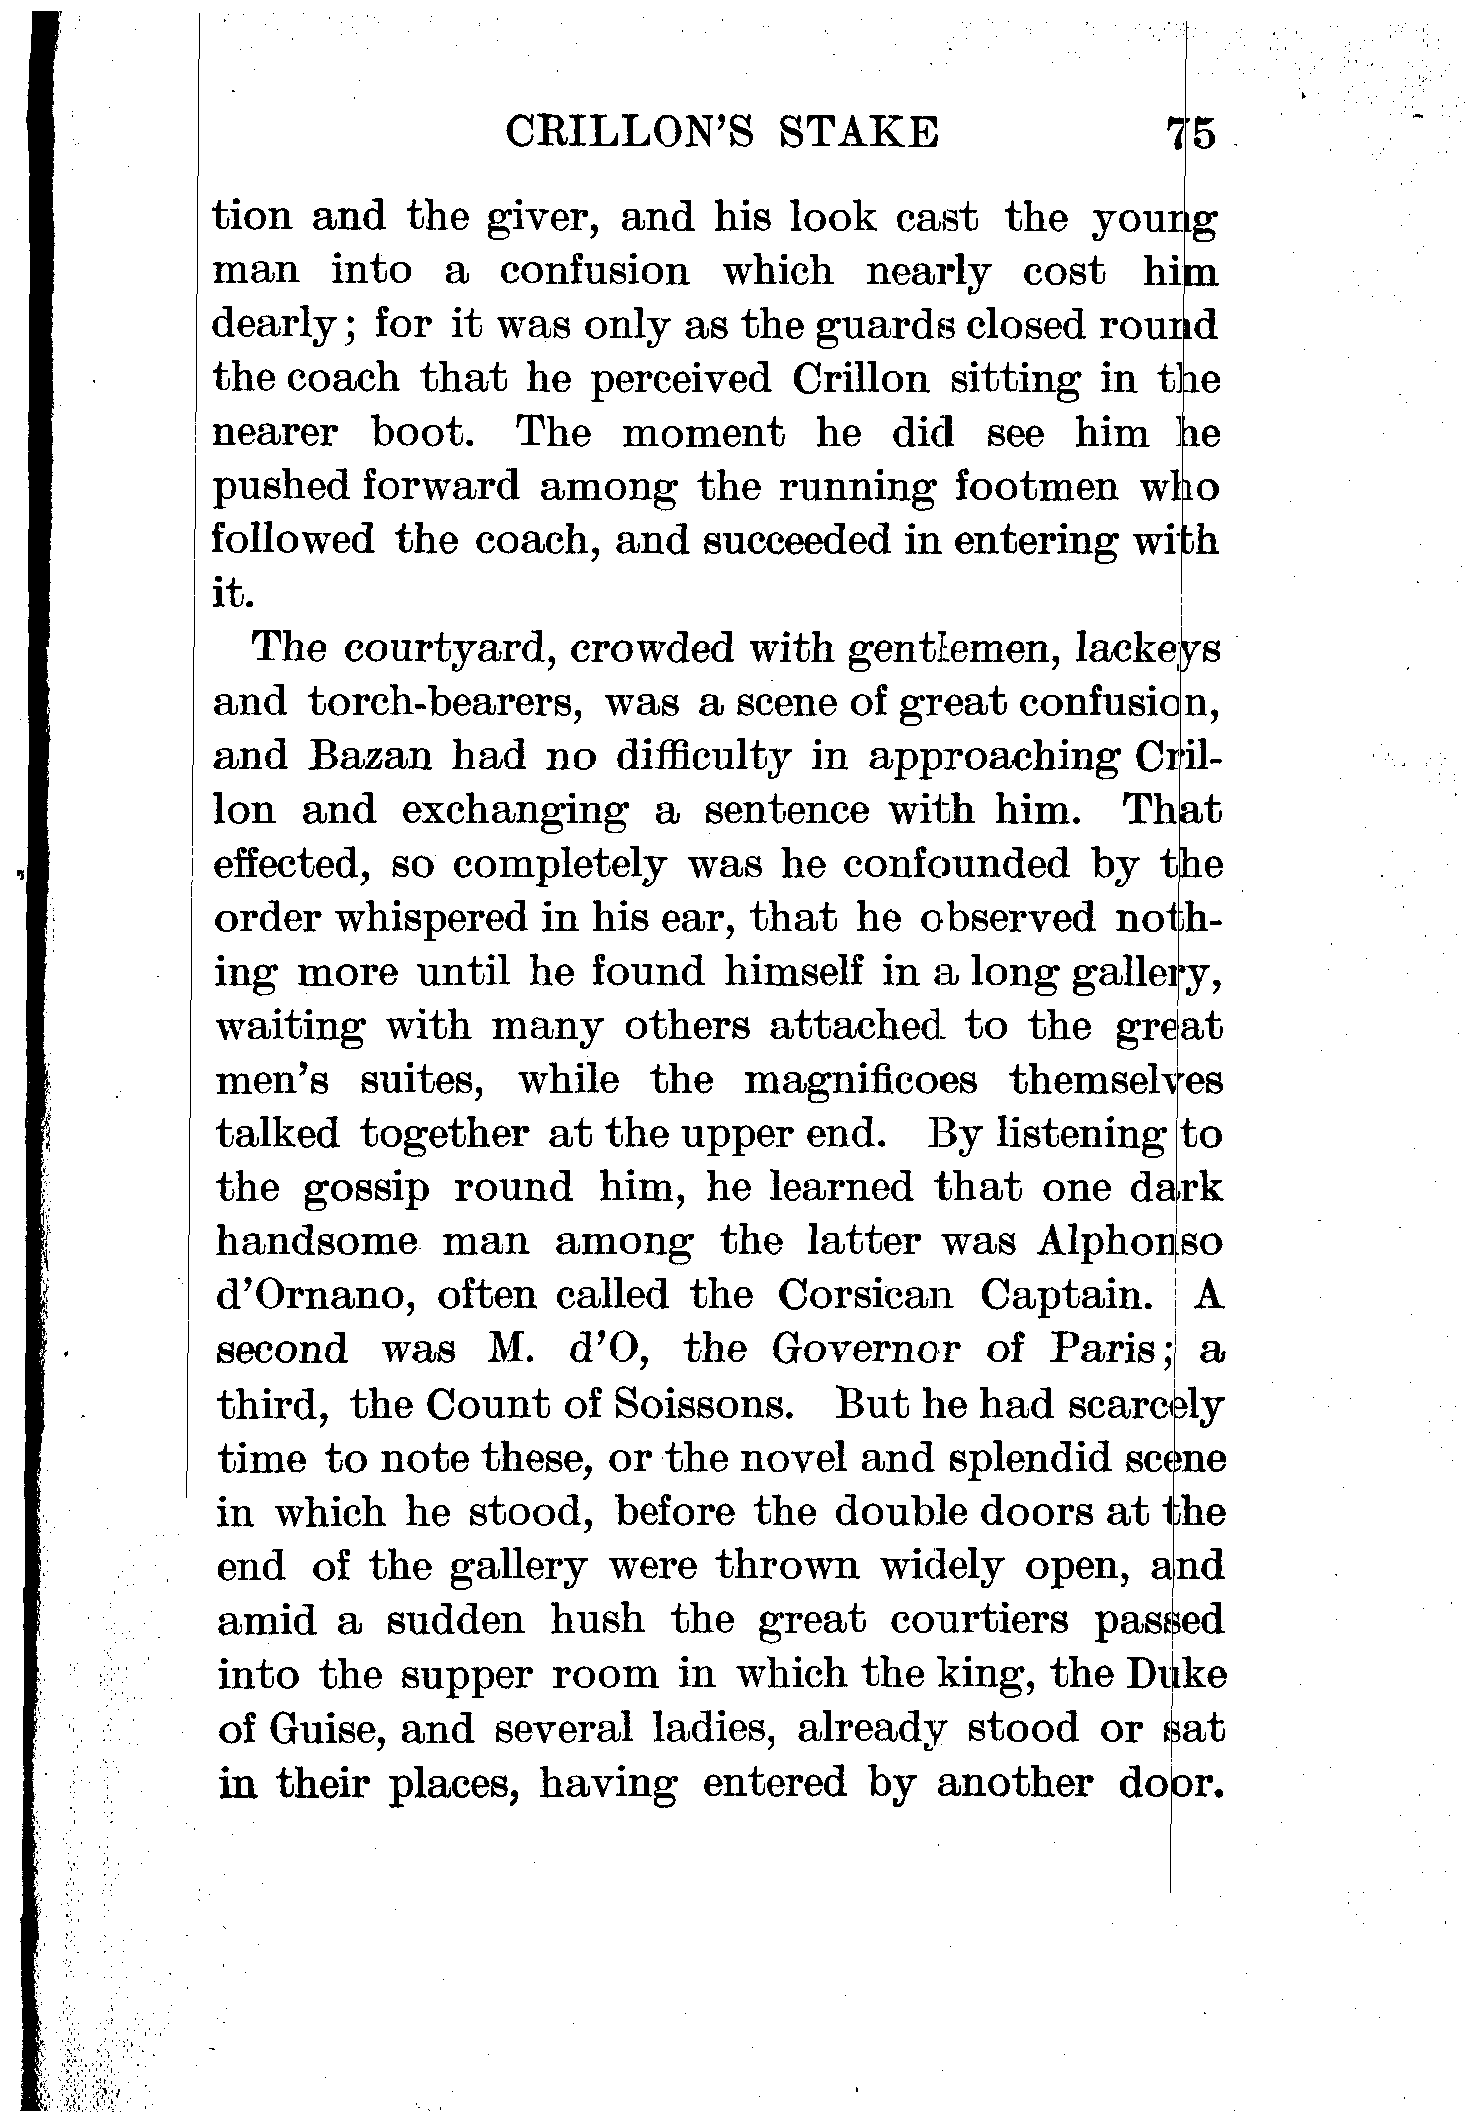 CRILLON'S STAKE 75
tion and the giver, and his look cast the young
man into a confusion which nearly cost him
dearly; for it was only as the guards closed round
the coach that he perceived Crillon sitting in the
nearer boot. The moment he did see him he
pushed forward among the running footmen who
followed the coach, and succeeded in entering with
it.
The courtyard, crowded with gentlemen, lackeys
and torch-bearers, was a scene of great confusion,
and Bazan had no difficulty in approaching Cril-
lon and exchanging a sentence with him. That
effected, so completely was he confounded by the
order whispered in his ear, that he observed noth-
ing more until he found himself in a long gallery,
waiting with many others attached to the great
men's suites, while the magnificoes themselves
talked together at the upper end. By listening to
the gossip round him, he learned that one dark
handsome man among the latter was Alphonso
d'Ornano, often called the Corsican Captain. A
second was M. d'O, the Governor of Paris; a
third, the Count of Soissons. But he had scarcely
time to note these, or the novel and splendid scene
in which he stood, before the double doors at the
end of the gallery were thrown widely open, and
amid a sudden hush the great courtiers passed
into the supper room in which the king, the Duke
of Guise, and several ladies, already stood or sat
in their places, having entered by another door.